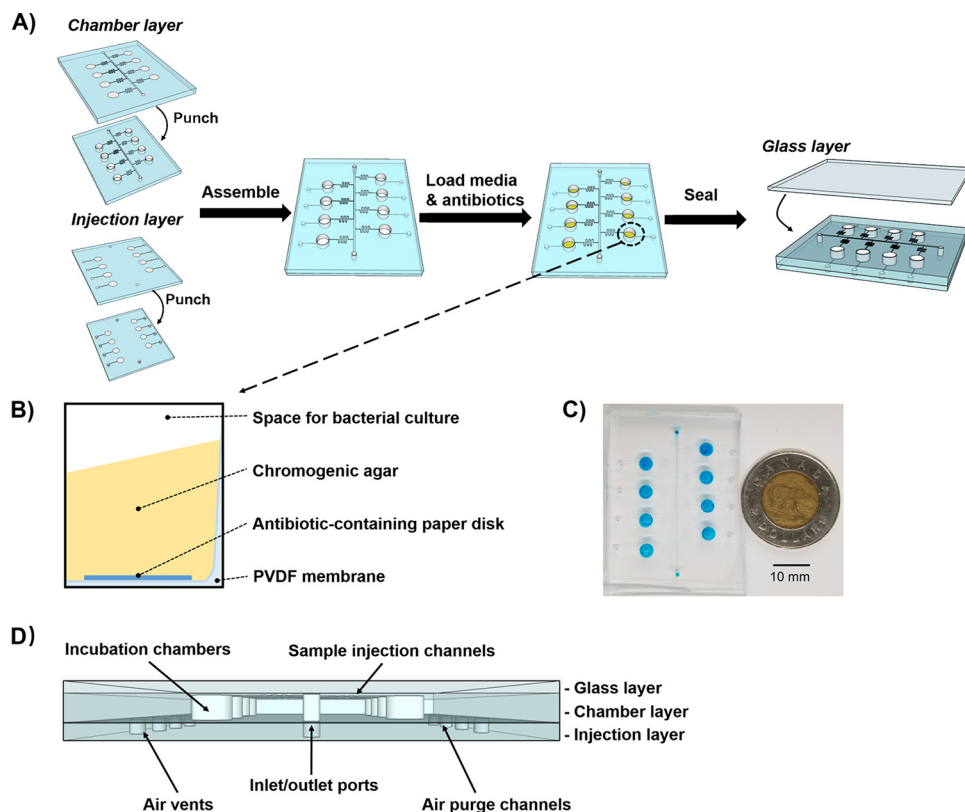 A)
Chamber layer
Punch
Injection layer
Punch
Assemble
Load media
& antibiotics
Seal
Glass layer
B)
Space for bacterial culture
Chromogenic agar
Antibiotic-containing paper disk
PVDF membrane
C)
CANADA
DOLLARS
10 mm
D)
Incubation chambers
Sample injection channels
- Glass layer
- Chamber layer
- Injection layer
Inlet/outlet ports
Air vents
Air purge channels